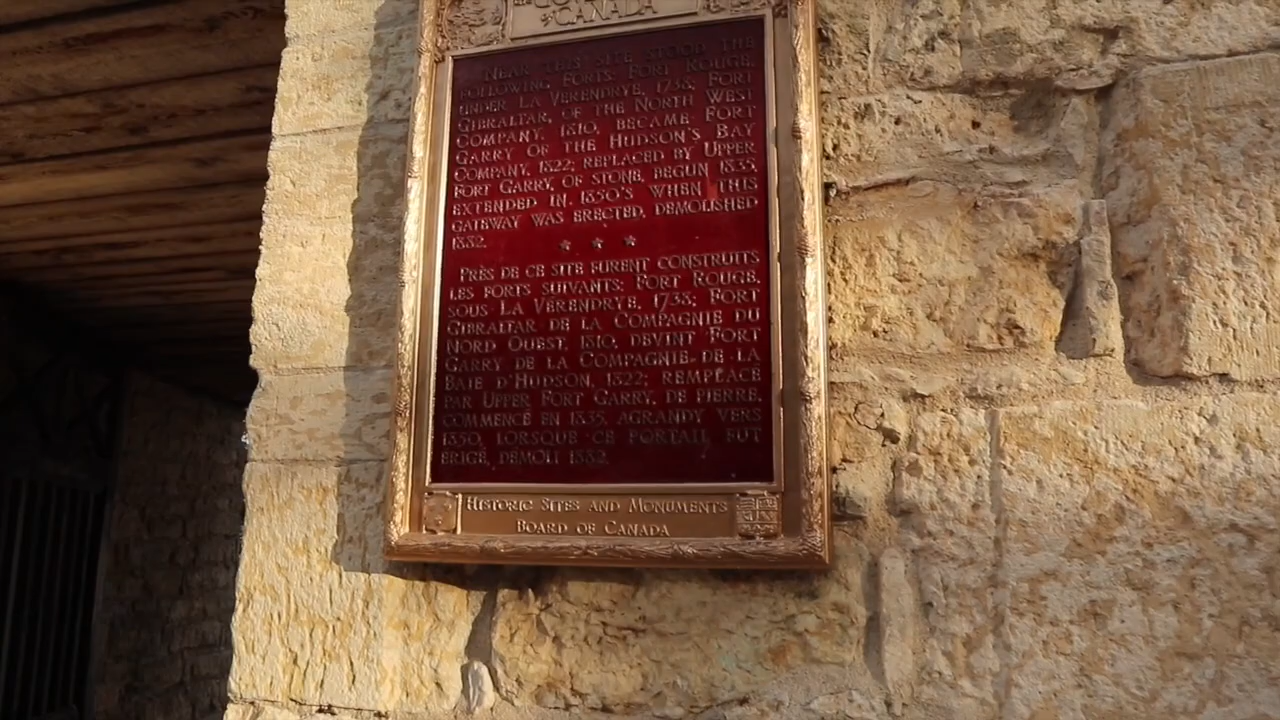 CANADA
NEAR THIS SITE STOOD THE
FOLLOWING FORTS: FORT ROUGE,
UNDER LA VÉRENDRYE, 1738; FORT
GIBRALTAR, OF THE NORTH WEST
COMPANY, 1810, BECAME FORT
GARRY OF THE HUDSON'S BAY
COMPANY, 1822; REPLACED BY UPPER
FORT GARRY, OF STONE, BEGUN 1835,
EXTENDED IN 1850'S WHEN THIS
GATEWAY WAS ERECTED, DEMOLISHED
1882.
PRÈS DE CE SITE FURENT CONSTRUITS
LES FORTS SUIVANTS: FORT ROUGE,
SOUS LA VÉRENDRYE, 1738; FORT
GIBRALTAR DE LA COMPAGNIE DU
NORD OUEST, 1810, DEVINT FORT
GARRY DE LA COMPAGNIE DE LA
BAIE D'HUDSON, 1822; REMPLACÉ
PAR UPPER FORT GARRY, DE PIERRE,
COMMENCÉ EN 1835, AGRANDY VERS
1850, LORSQUE CE PORTAIL FUT
ÉRIGÉ, DÉMOLI 1882.
HISTORIC SITES AND MONUMENTS
BOARD OF CANADA